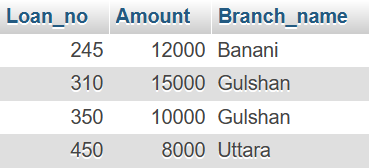 Loan_no Amount Branch_name
245 12000 Banani
310 15000 Gulshan
350 10000 Gulshan
450 8000 Uttara